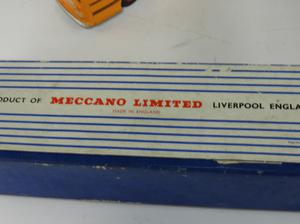 ODUCT OF MECCANO LIMITED LIVERPOOL ENGLA
MADE IN ENGLAND